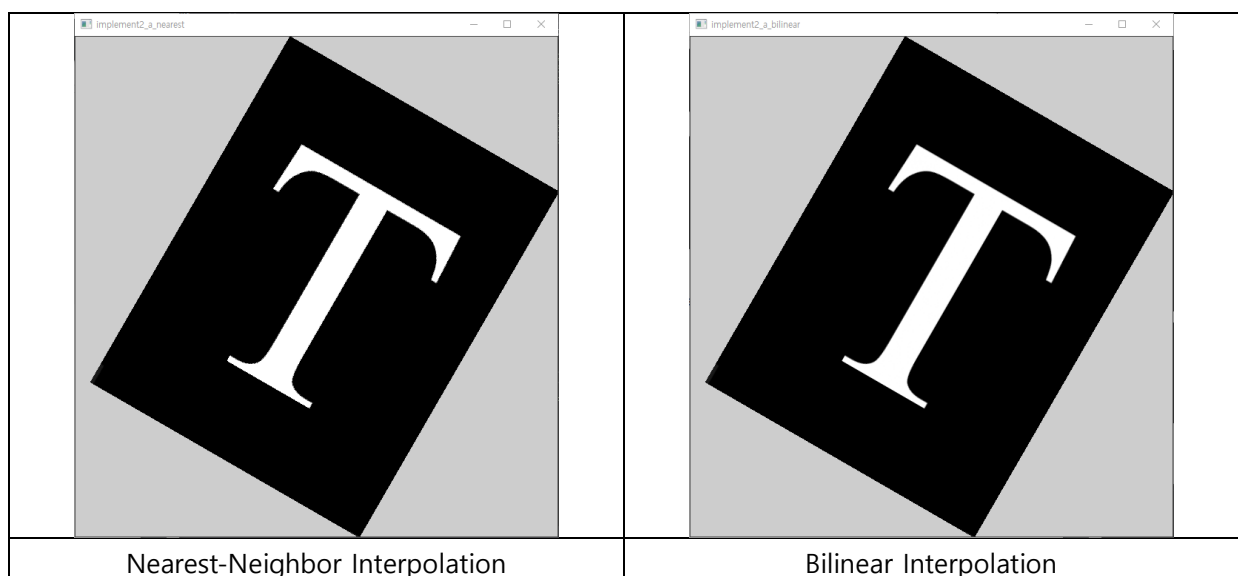 implement2_a_nearest
implement2_a_bilinear
T
T
Nearest-Neighbor Interpolation
Bilinear Interpolation